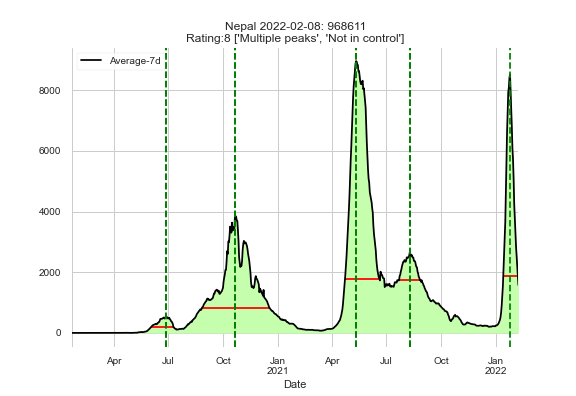 Nepal 2022-02-08: 968611
Rating:8 ['Multiple peaks', 'Not in control']
Average-7d
8000
6000
4000
2000
0
Apr Jul Oct Jan Apr Jul Oct Jan
2021 2022
Date